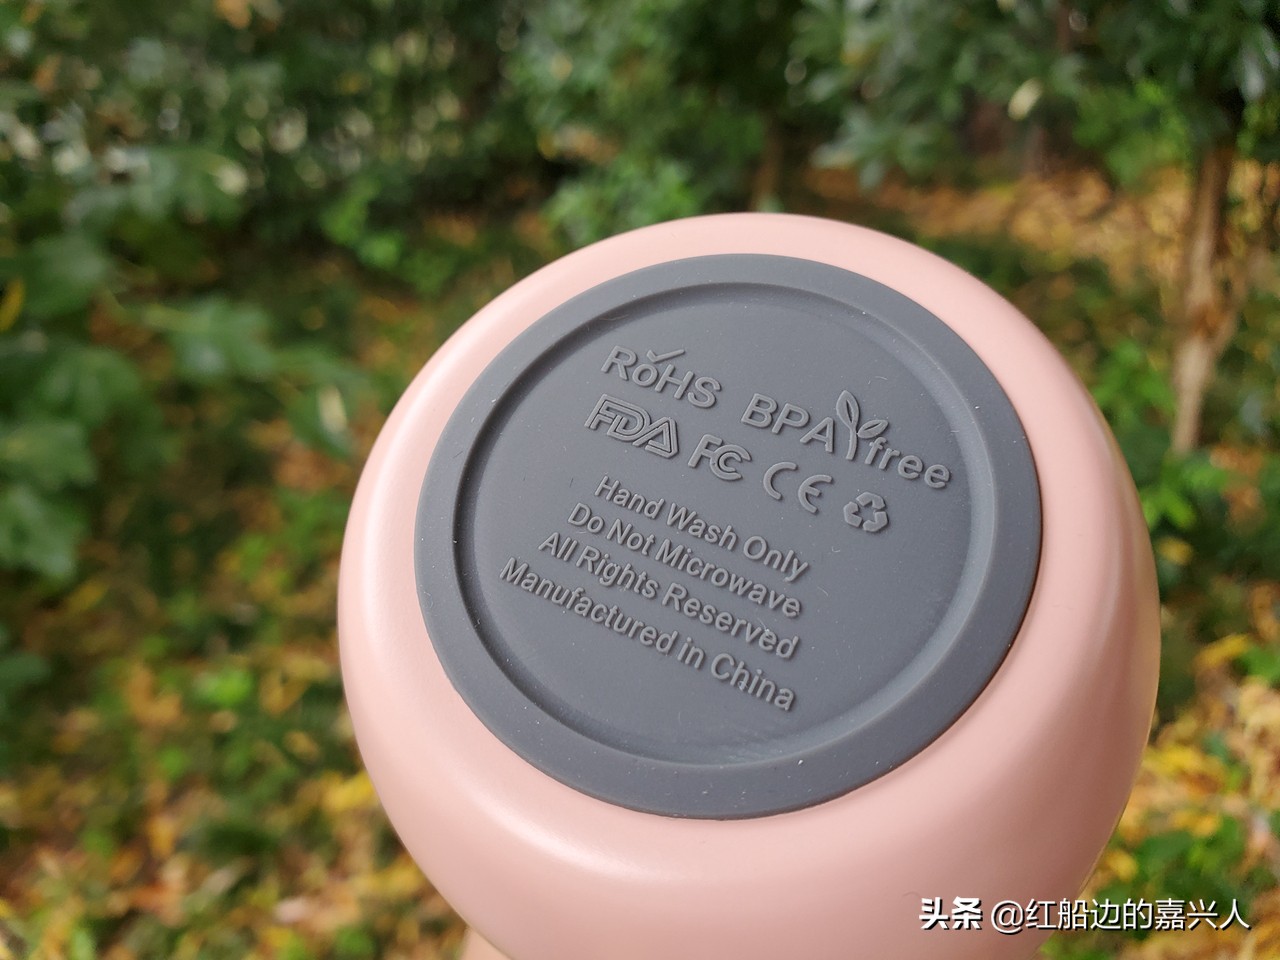 RoHS BPA free
FDA FC CE
Hand Wash Only
Do Not Microwave
All Rights Reserved
Manufactured in China
头条 @红船边的嘉兴人